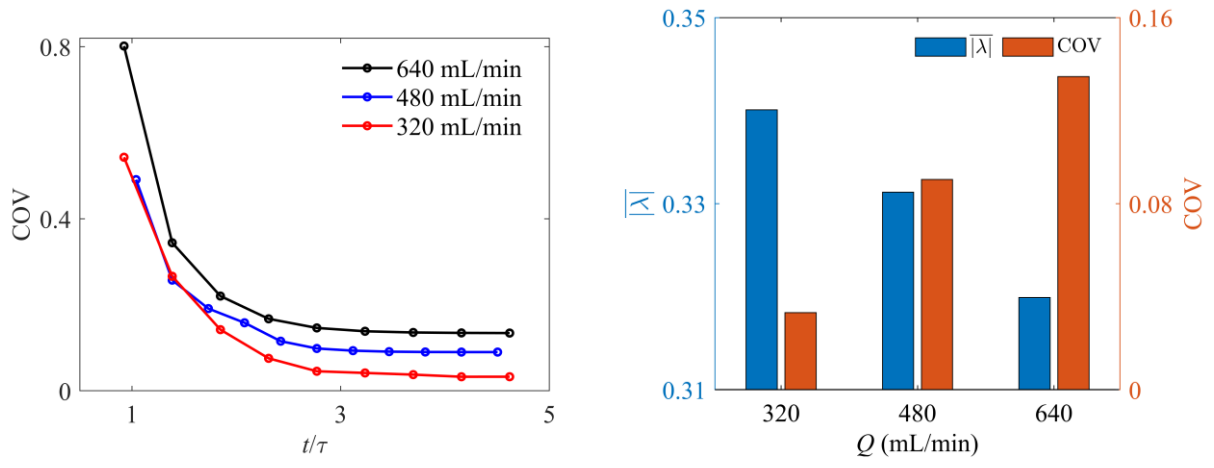 0.8
0.4
0
COV
1
3
5
t/τ
640 mL/min
480 mL/min
320 mL/min
0.35
0.33
0.31
|λ̅|
|λ̅| COV
0.16
0.08
0
COV
320 480 640
Q (mL/min)